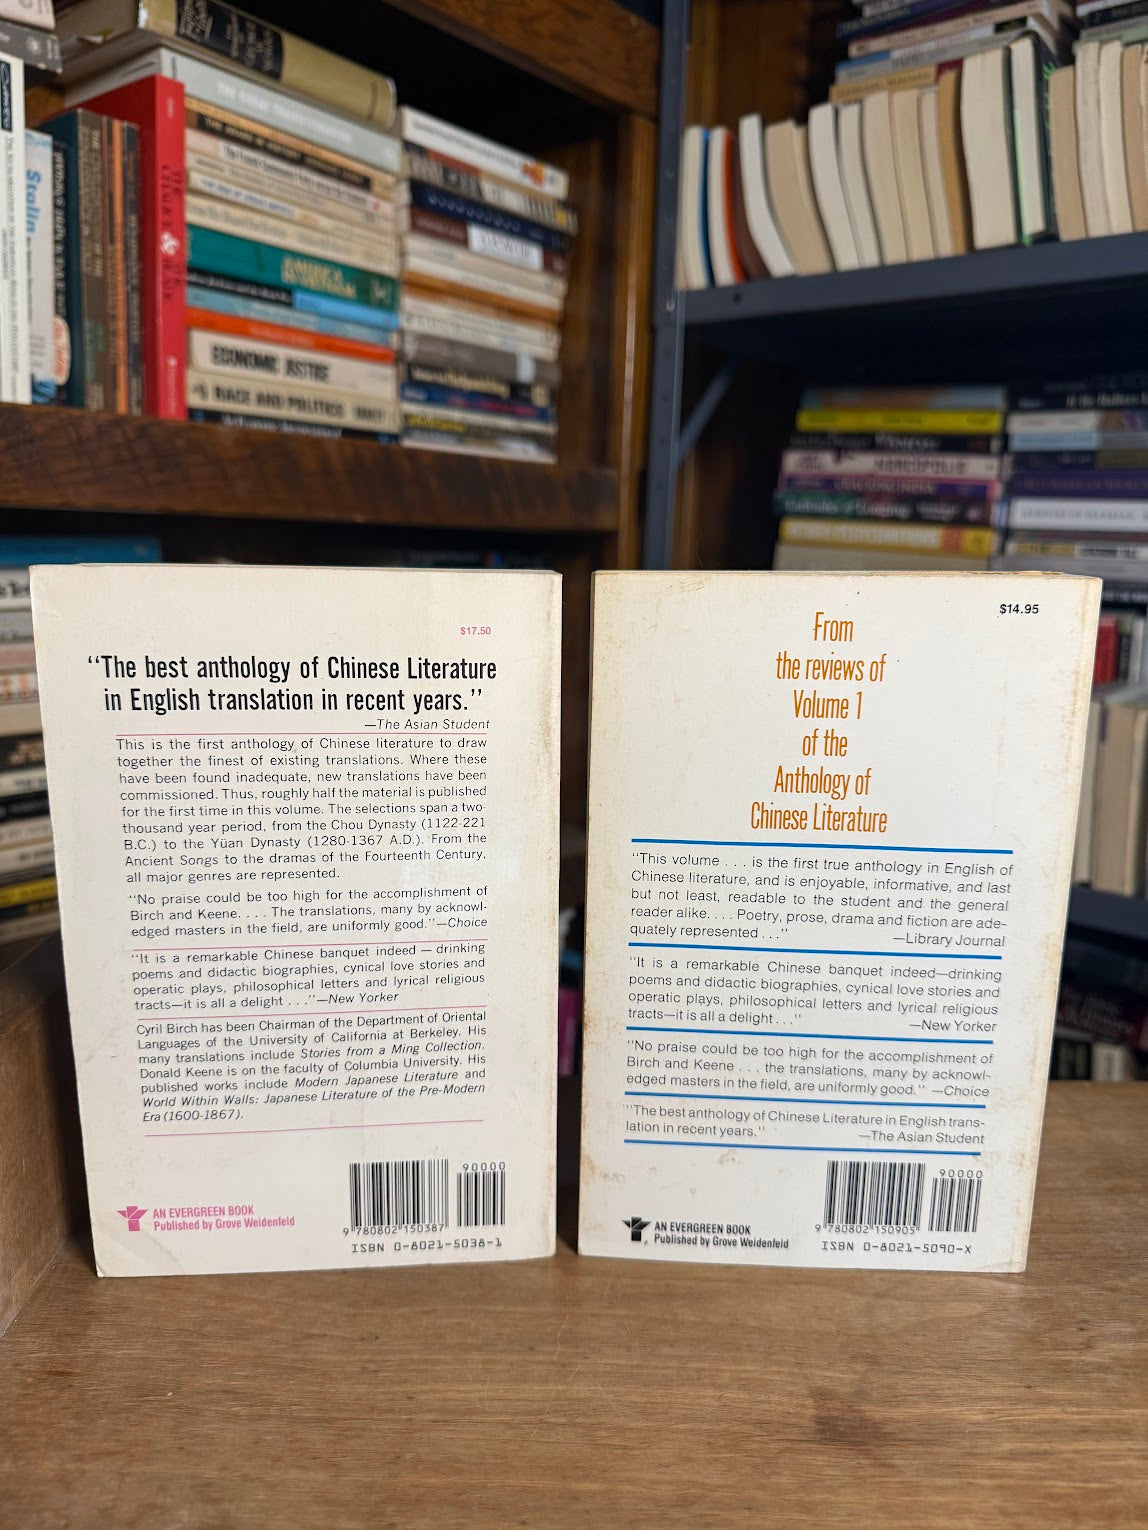 Stalin
AMERICA
ECONOMIC JUSTICE
RACE AND POLITICS
NARCOPOLIS
$17.50
“The best anthology of Chinese Literature
in English translation in recent years.”
—The Asian Student
This is the first anthology of Chinese literature to draw
together the finest of existing translations. Where these
have been found inadequate, new translations have been
commissioned. Thus, roughly half the material is published
for the first time in this volume. The selections span a two-
thousand year period, from the Chou Dynasty (1122-221
B.C.) to the Yüan Dynasty (1280-1367 A.D.). From the
Ancient Songs to the dramas of the Fourteenth Century,
all major genres are represented.
“No praise could be too high for the accomplishment of
Birch and Keene. . . . The translations, many by acknowl-
edged masters in the field, are uniformly good.”—Choice
“It is a remarkable Chinese banquet indeed — drinking
poems and didactic biographies, cynical love stories and
operatic plays, philosophical letters and lyrical religious
tracts—it is all a delight . . .”—New Yorker
Cyril Birch has been Chairman of the Department of Oriental
Languages of the University of California at Berkeley. His
many translations include Stories from a Ming Collection.
Donald Keene is on the faculty of Columbia University. His
published works include Modern Japanese Literature and
World Within Walls: Japanese Literature of the Pre-Modern
Era (1600-1867).
AN EVERGREEN BOOK
Published by Grove Weidenfeld
90000
9 780802 150387
ISBN 0-8021-5038-1
$14.95
From
the reviews of
Volume 1
of the
Anthology of
Chinese Literature
“This volume . . . is the first true anthology in English of
Chinese literature, and is enjoyable, informative, and last
but not least, readable to the student and the general
reader alike. . . . Poetry, prose, drama and fiction are ade-
quately represented . . .”
—Library Journal
“It is a remarkable Chinese banquet indeed—drinking
poems and didactic biographies, cynical love stories and
operatic plays, philosophical letters and lyrical religious
tracts—it is all a delight . . .”
—New Yorker
“No praise could be too high for the accomplishment of
Birch and Keene . . . the translations, many by acknowl-
edged masters in the field, are uniformly good.” —Choice
“The best anthology of Chinese Literature in English trans-
lation in recent years.”
—The Asian Student
AN EVERGREEN BOOK
Published by Grove Weidenfeld
90000
9 780802 150905
ISBN 0-8021-5090-X